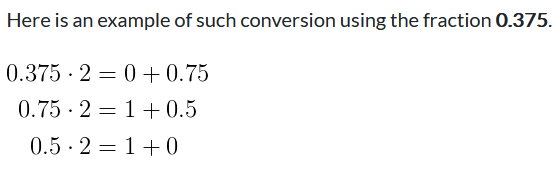 Here is an example of such conversion using the fraction 0.375.
0.375 · 2 = 0 + 0.75
0.75 · 2 = 1 + 0.5
0.5 · 2 = 1 + 0